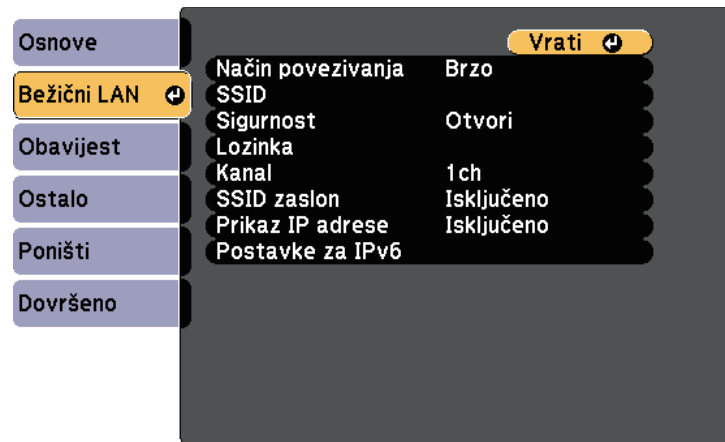 Osnove
Bežični LAN
Obavijest
Ostalo
Poništi
Dovršeno
Vrati
Način povezivanja Brzo
SSID
Sigurnost Otvori
Lozinka
Kanal 1ch
SSID zaslon Isključeno
Prikaz IP adrese Isključeno
Postavke za IPv6